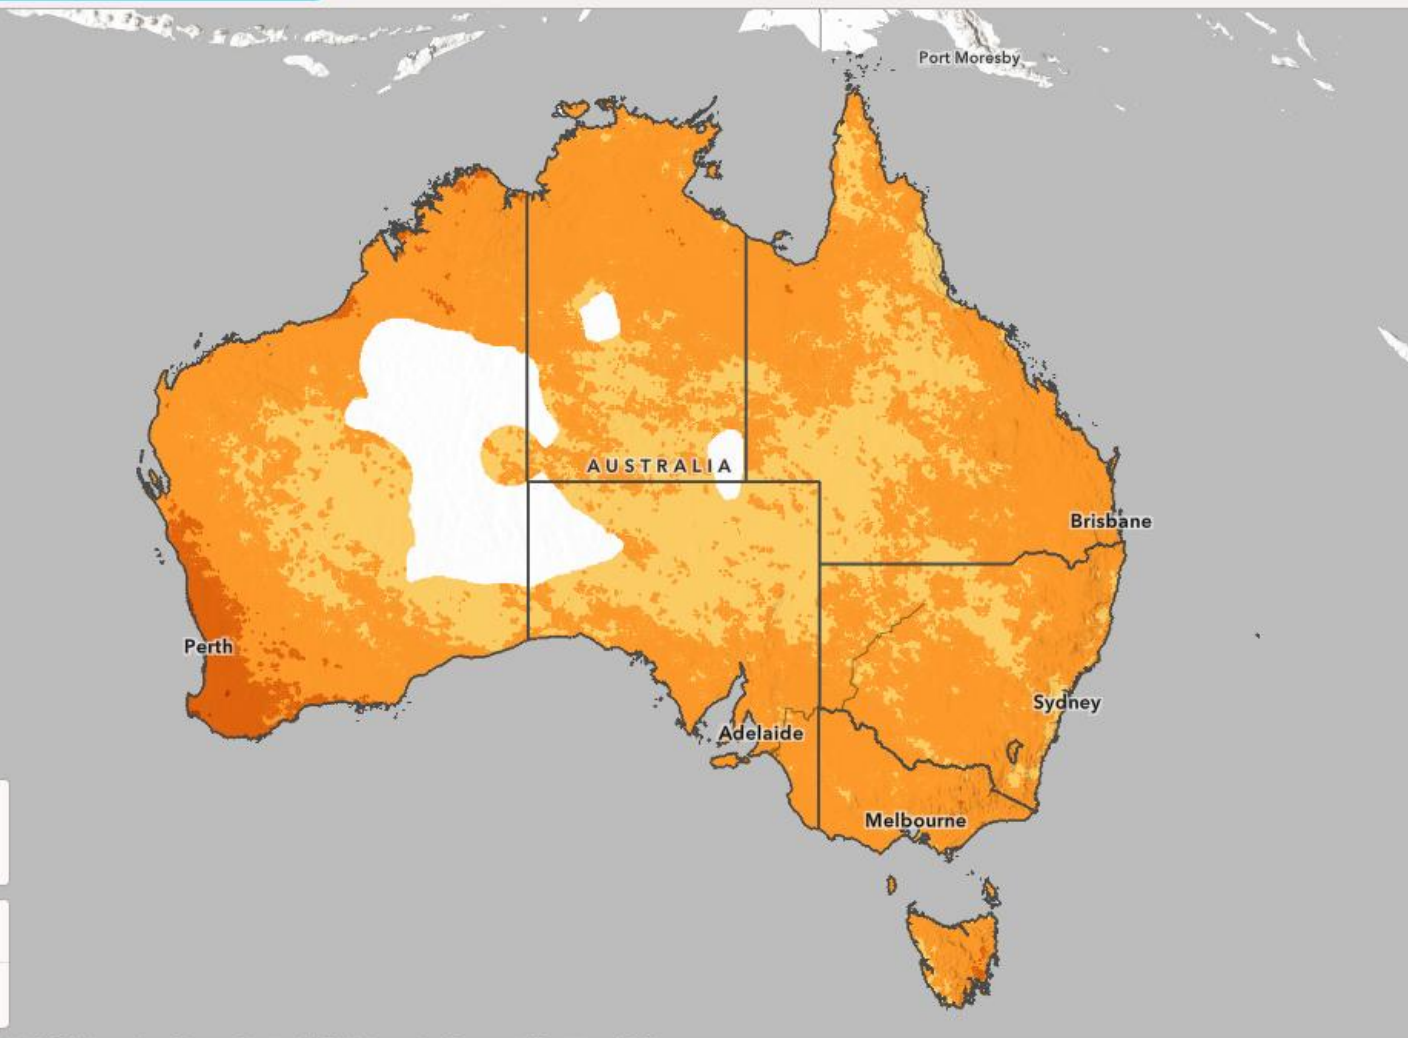 Port Moresby
AUSTRALIA
Brisbane
Perth
Sydney
Adelaide
Melbourne